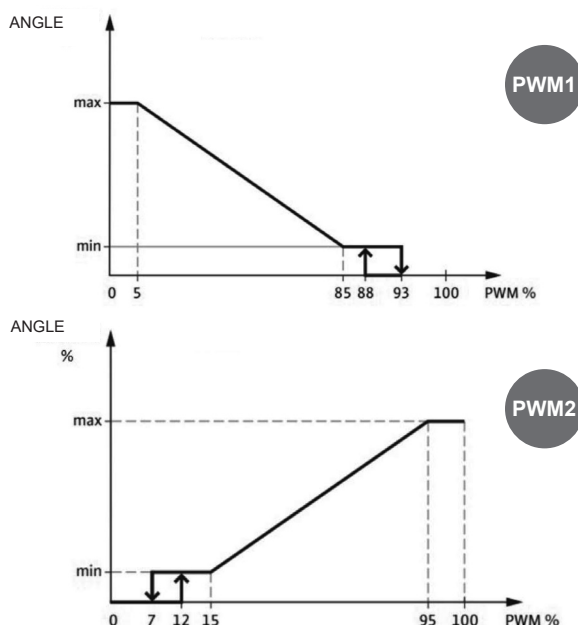 ANGLE
PWM1
max
min
0 5 85 88 93 100 PWM %
ANGLE
%
PWM2
max
min
0 7 12 15 95 100 PWM %